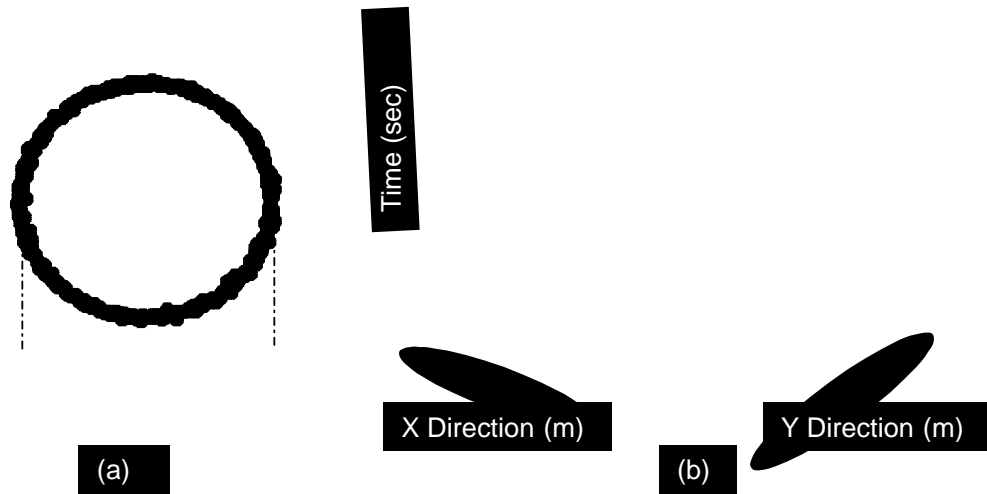 Time (sec)
X Direction (m)
Y Direction (m)
(a)
(b)